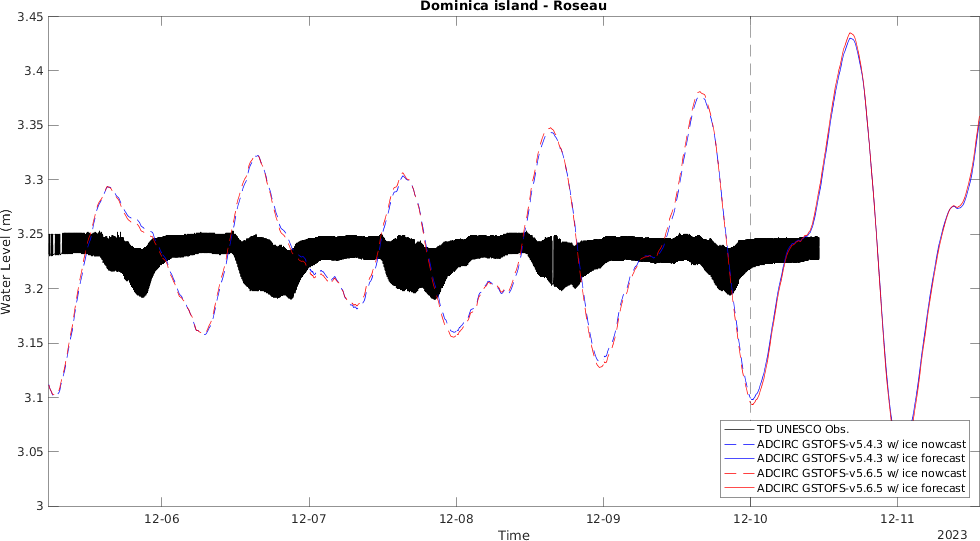 Dominica island - Roseau
3.45
3.4
3.35
3.3
3.25
3.2
3.15
3.1
3.05
3
Water Level (m)
TD UNESCO Obs.
ADCIRC GSTOFS-v5.4.3 w/ ice nowcast
ADCIRC GSTOFS-v5.4.3 w/ ice forecast
ADCIRC GSTOFS-v5.6.5 w/ ice nowcast
ADCIRC GSTOFS-v5.6.5 w/ ice forecast
12-06 12-07 12-08 12-09 12-10 12-11
Time
2023